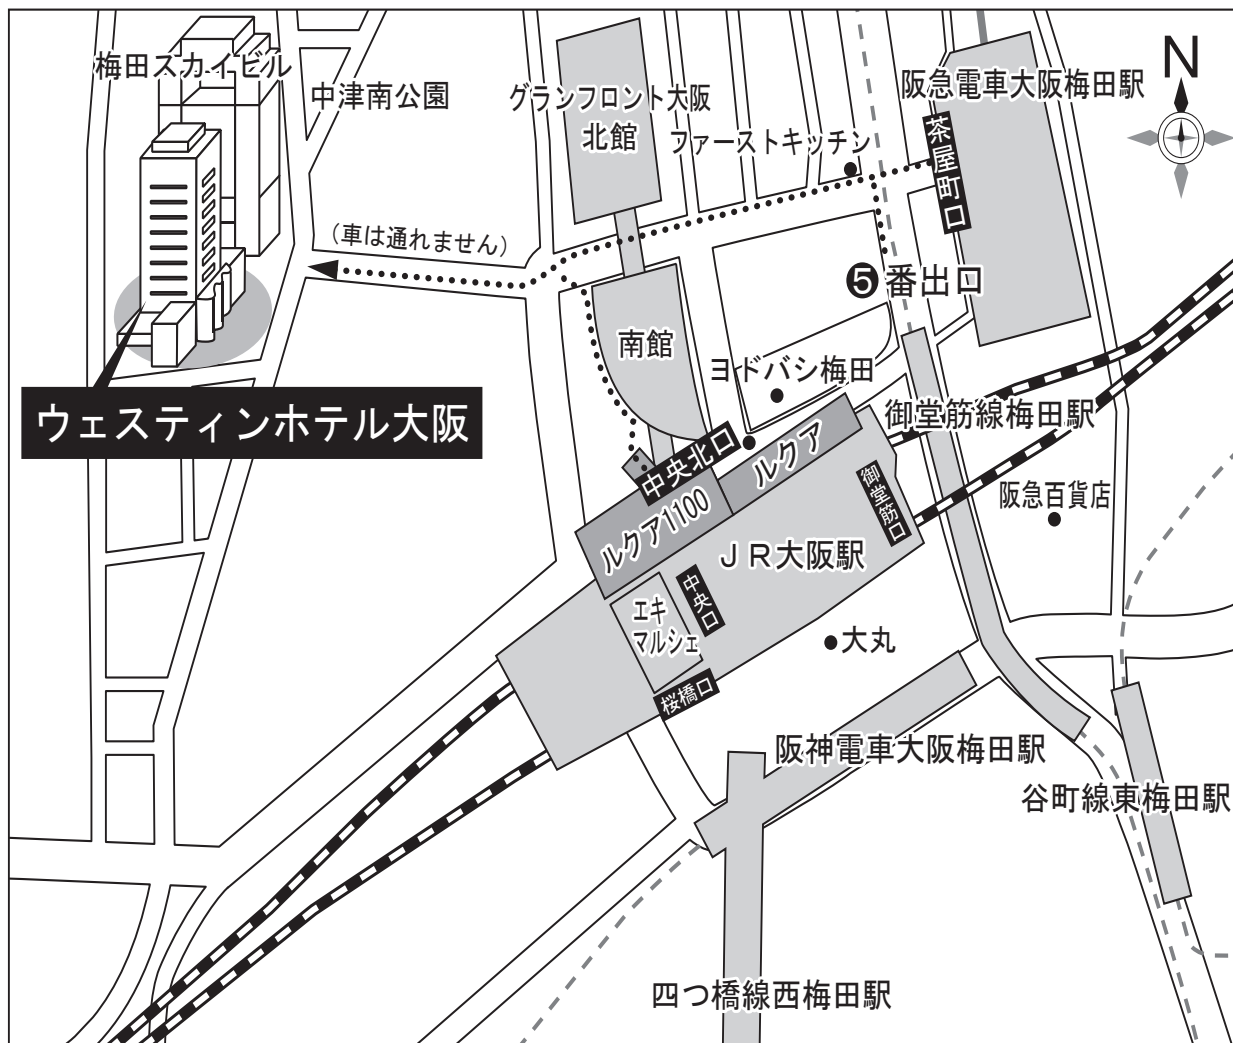 梅田スカイビル
中津南公園
グランフロント大阪
北館
ファーストキッチン
阪急電車大阪梅田駅
N
茶屋町口
（車は通れません）
❺番出口
南館
ヨドバシ梅田
ウェスティンホテル大阪
御堂筋線梅田駅
中央北口
ルクア
ルクア1100
御堂筋口
阪急百貨店
ＪＲ大阪駅
中央口
エキ
マルシェ
大丸
桜橋口
阪神電車大阪梅田駅
谷町線東梅田駅
四つ橋線西梅田駅